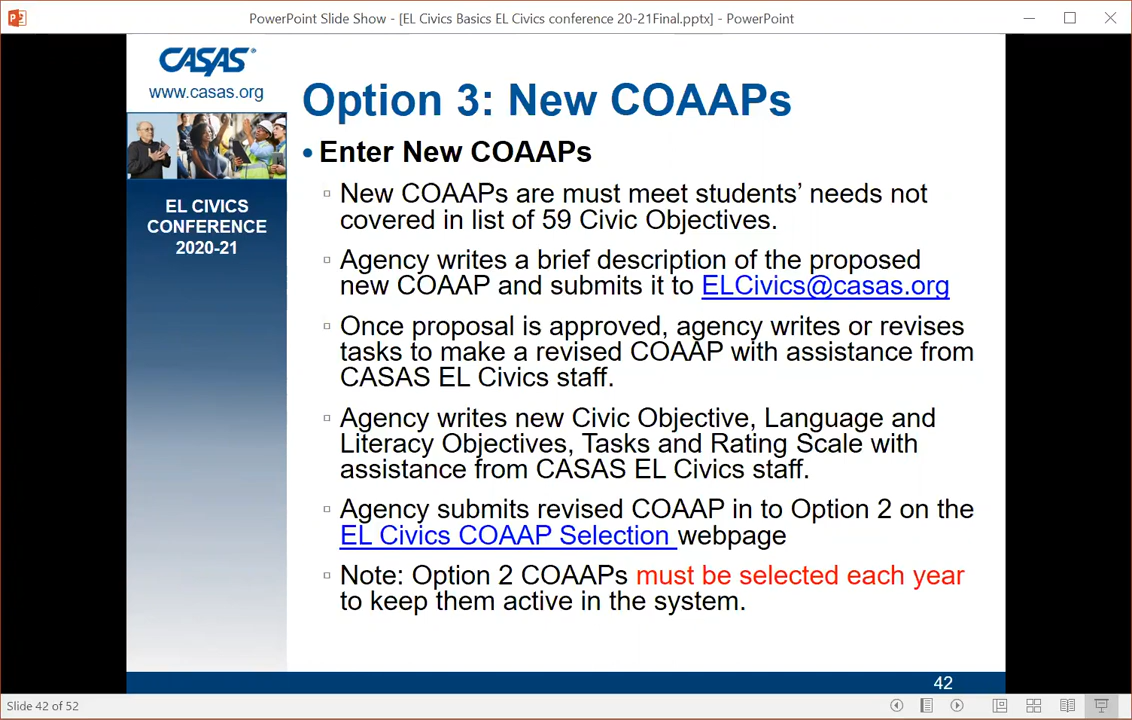 PowerPoint Slide Show - [EL Civics Basics EL Civics conference 20-21Final.pptx] - PowerPoint
CASAS
www.casas.org
EL CIVICS
CONFERENCE
2020-21
Option 3: New COAAPs
• Enter New COAAPs
New COAAPs are must meet students’ needs not
covered in list of 59 Civic Objectives.
Agency writes a brief description of the proposed
new COAAP and submits it to ELCivics@casas.org
Once proposal is approved, agency writes or revises
tasks to make a revised COAAP with assistance from
CASAS EL Civics staff.
Agency writes new Civic Objective, Language and
Literacy Objectives, Tasks and Rating Scale with
assistance from CASAS EL Civics staff.
Agency submits revised COAAP in to Option 2 on the
EL Civics COAAP Selection webpage
Note: Option 2 COAAPs must be selected each year
to keep them active in the system.
42
Slide 42 of 52